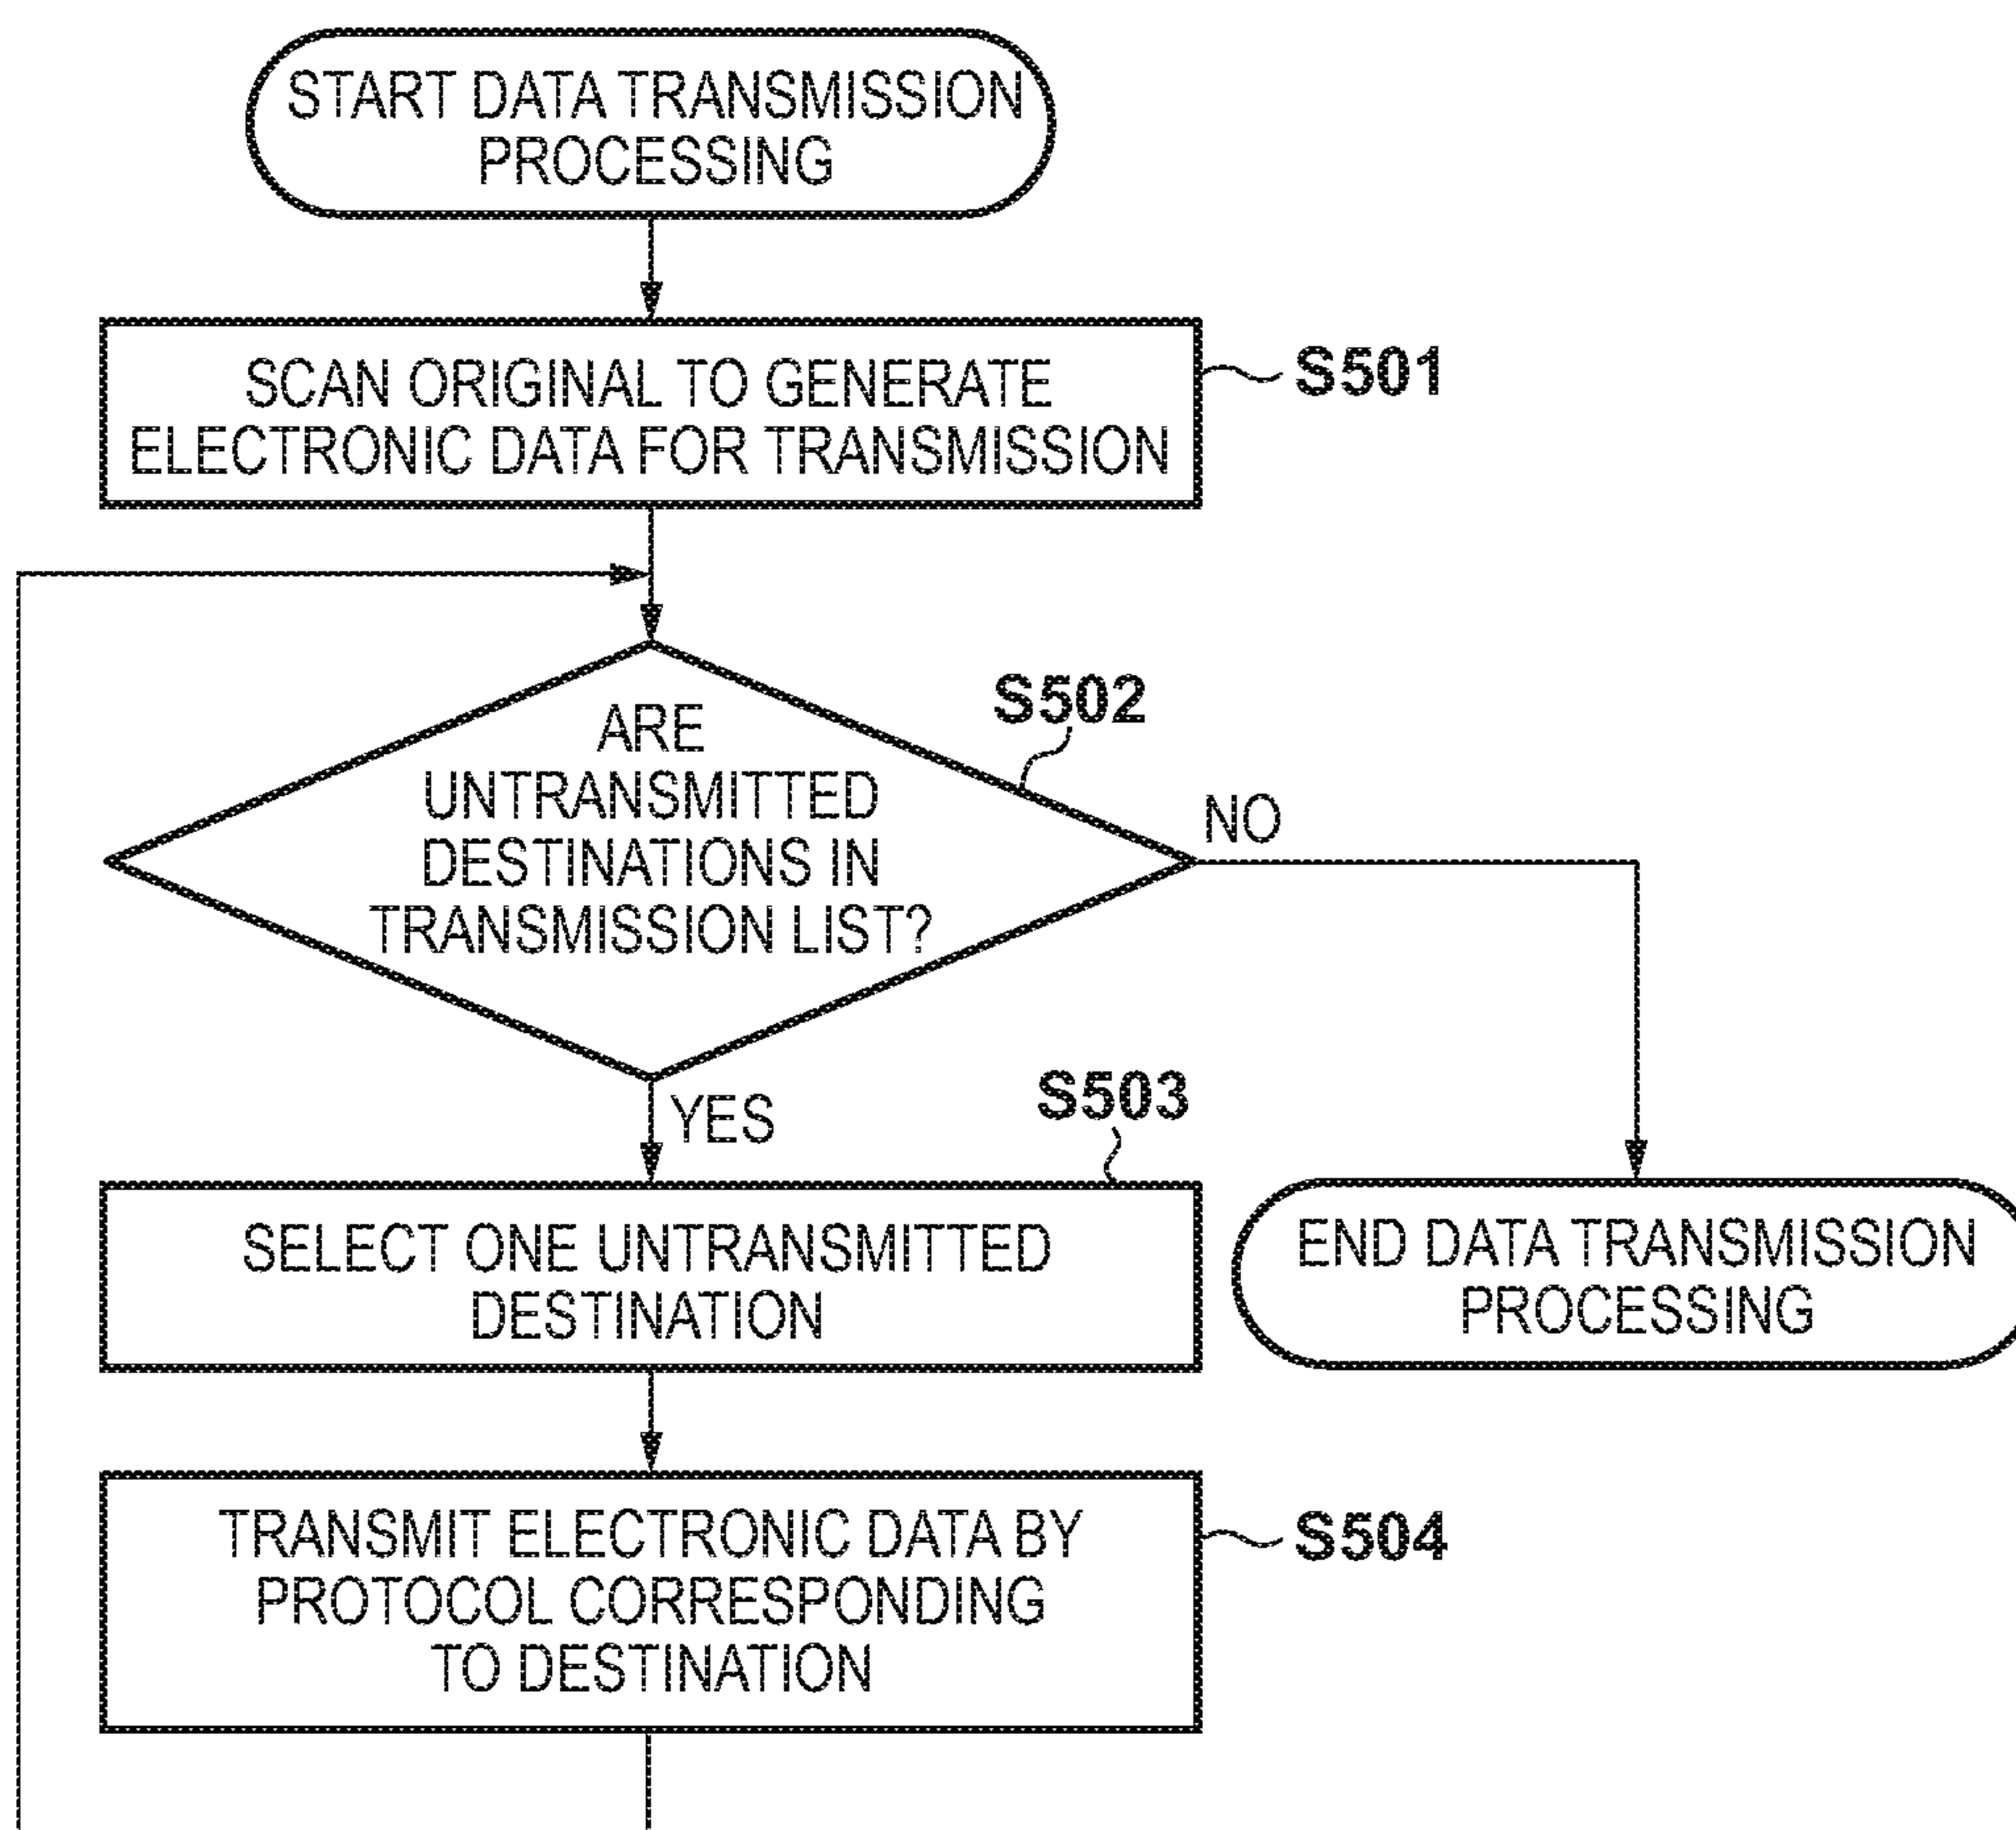 START DATA TRANSMISSION
PROCESSING
SCAN ORIGINAL TO GENERATE
ELECTRONIC DATA FOR TRANSMISSION
S501
ARE
UNTRANSMITTED
DESTINATIONS IN
TRANSMISSION LIST?
S502
NO
YES
S503
SELECT ONE UNTRANSMITTED
DESTINATION
END DATA TRANSMISSION
PROCESSING
TRANSMIT ELECTRONIC DATA BY
PROTOCOL CORRESPONDING
TO DESTINATION
S504